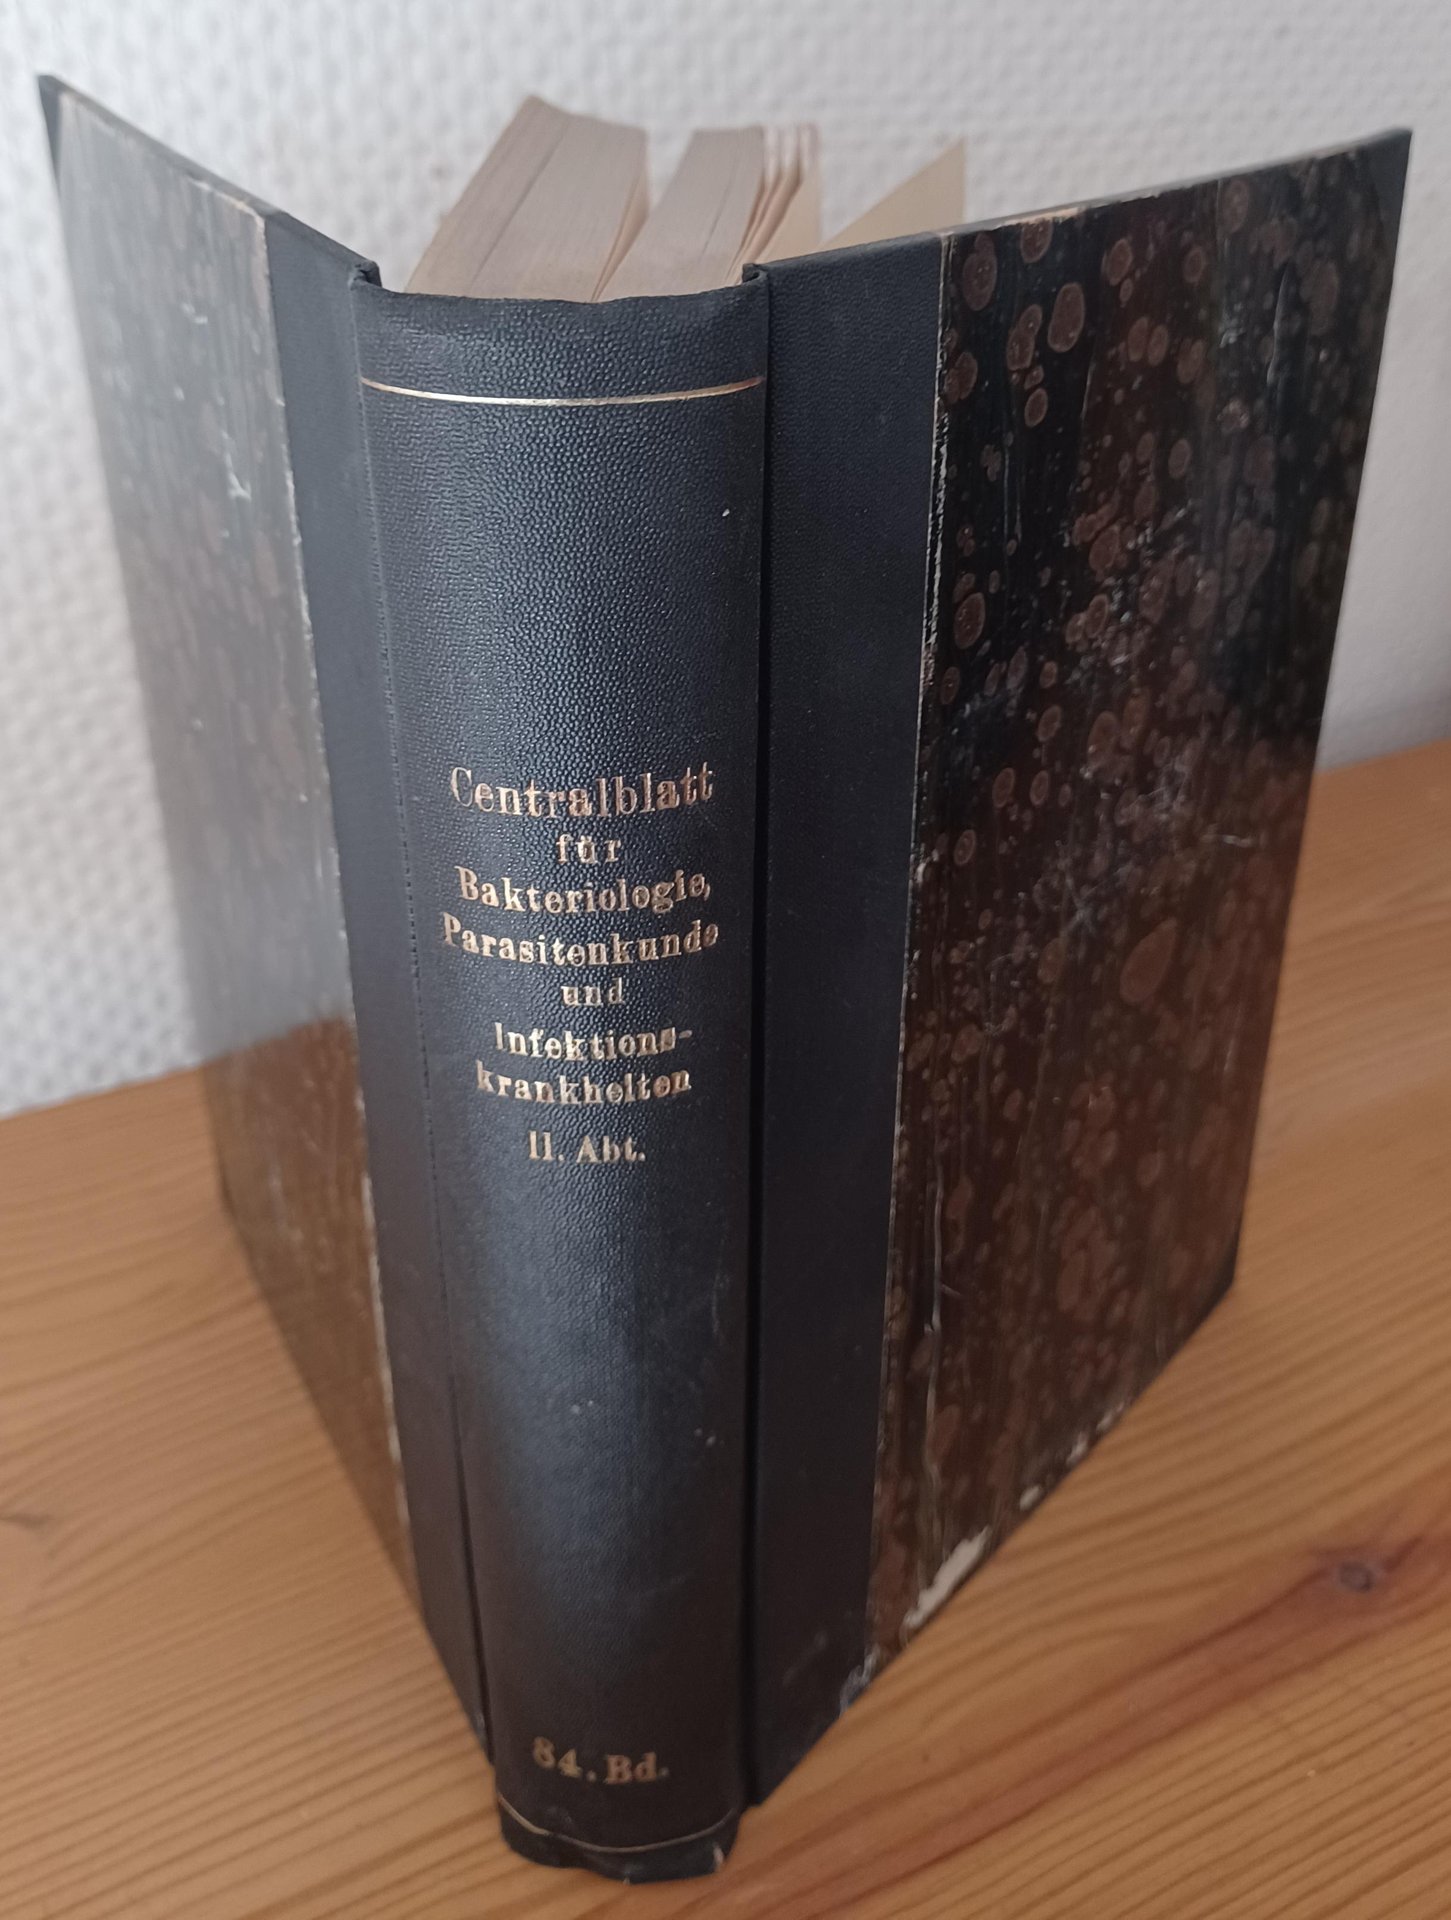 Centralblatt
für
Bakteriologie,
Parasitenkunde
und
Infektions-
krankheiten
II. Abt.
84. Bd.